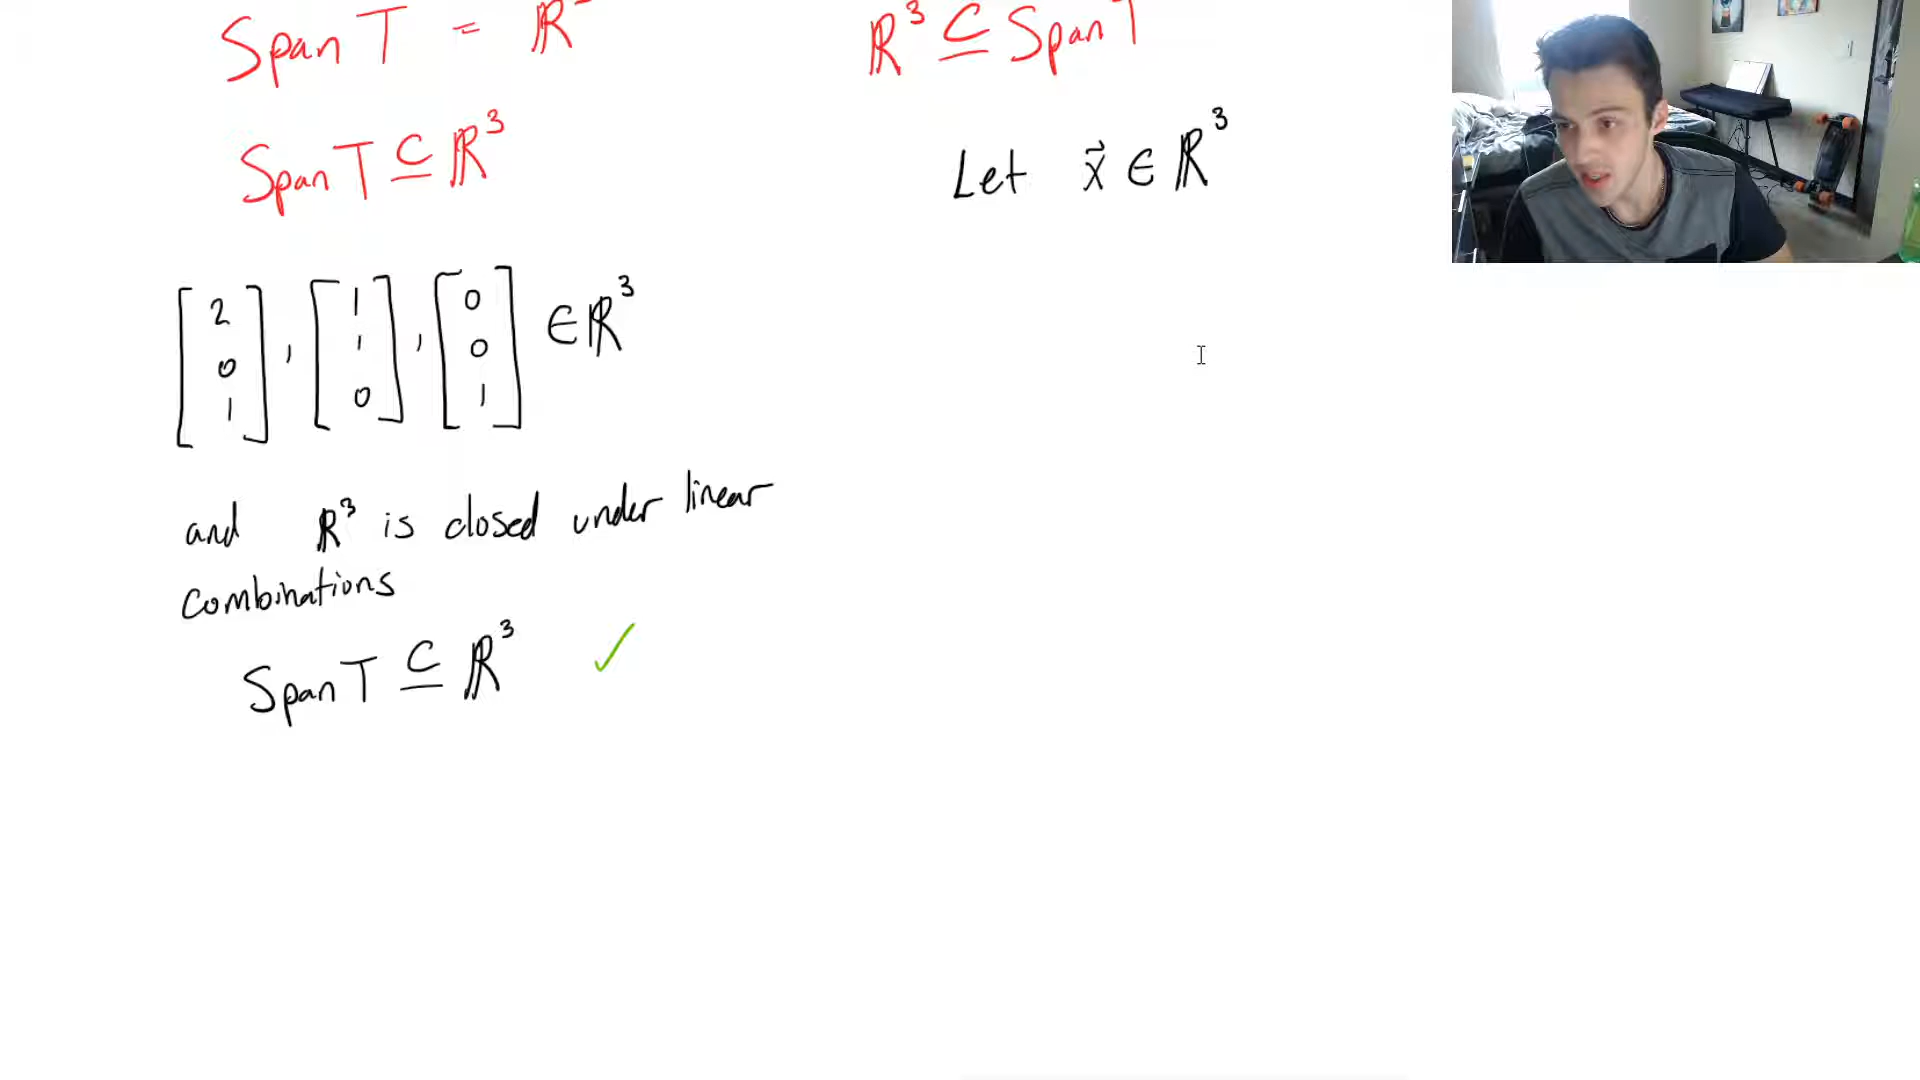 Span T = ℝ
Span T ⊆ ℝ³
[2 0 1], [1 1 0], [0 0 1] ∈ ℝ³
and ℝ³ is closed under linear
combinations
Span T ⊆ ℝ³ ✓
ℝ³ ⊆ Span T
Let x⃗ ∈ ℝ³